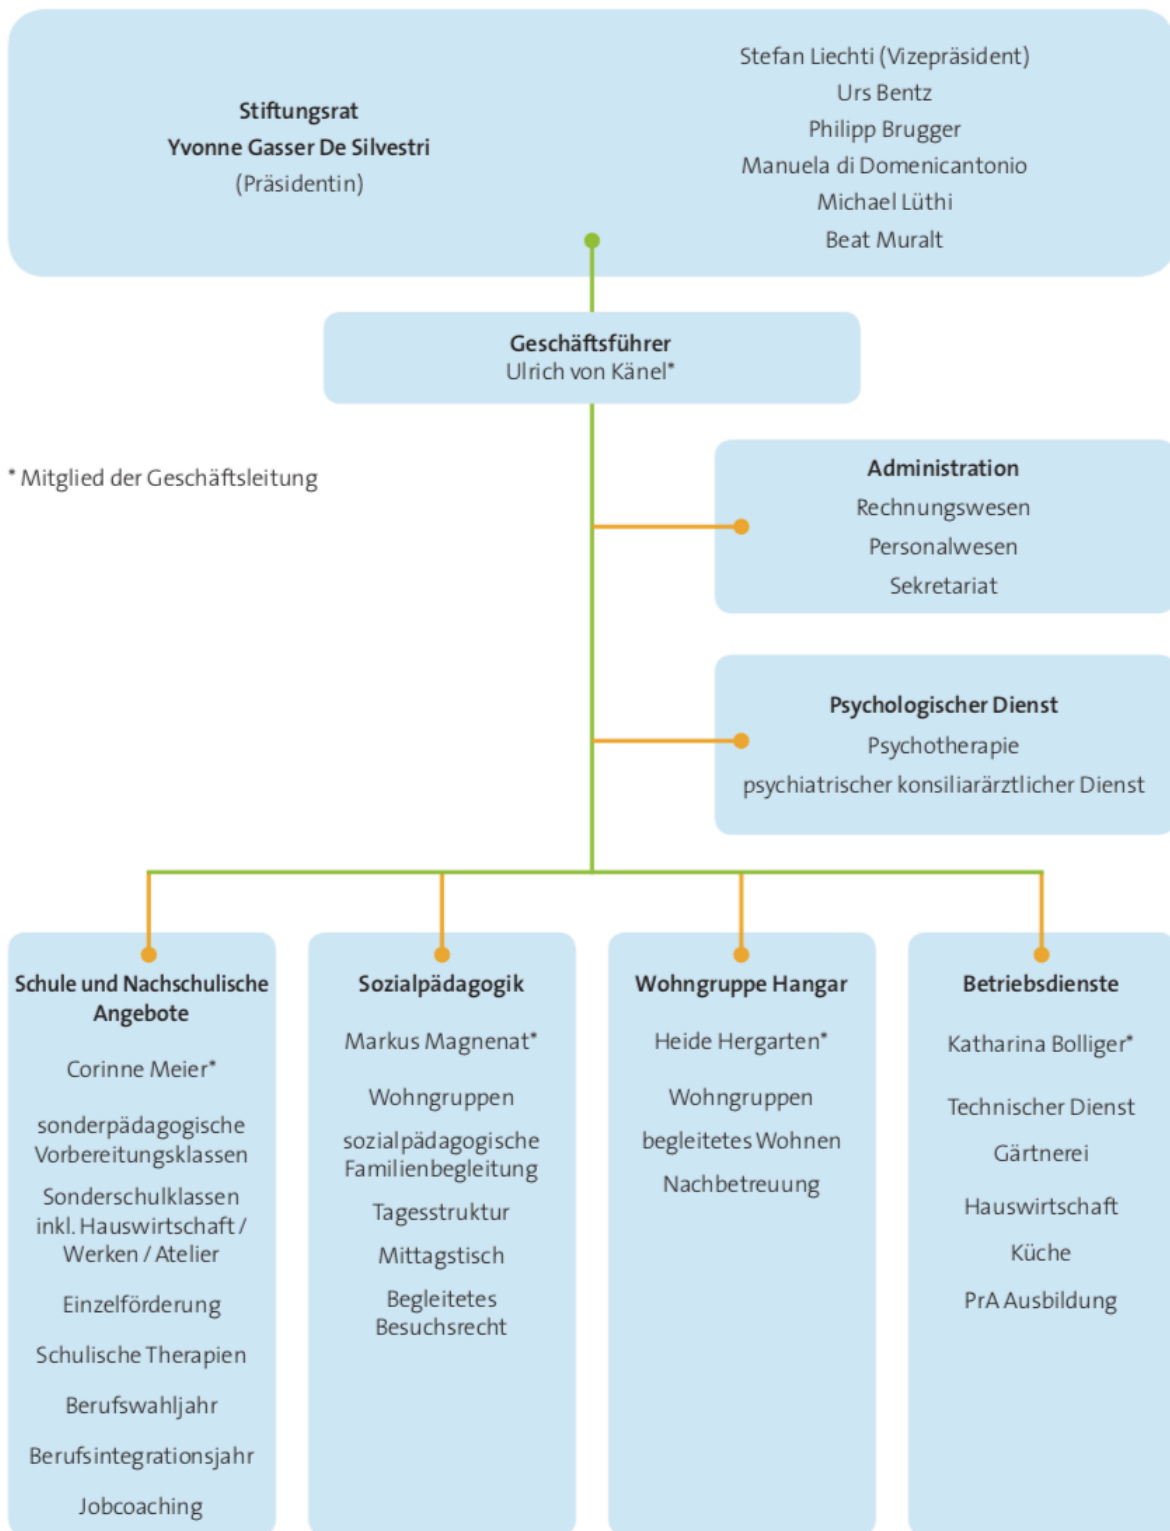 Stiftungsrat
Yvonne Gasser De Silvestri
(Präsidentin)
Stefan Liechti (Vizepräsident)
Urs Bentz
Philipp Brugger
Manuela di Domenicantonio
Michael Lüthi
Beat Muralt
Geschäftsführer
Ulrich von Känel*
* Mitglied der Geschäftsleitung
Administration
Rechnungswesen
Personalwesen
Sekretariat
Psychologischer Dienst
Psychotherapie
psychiatrischer konsiliarärztlicher Dienst
Schule und Nachschulische
Angebote
Corinne Meier*
sonderpädagogische
Vorbereitungsklassen
Sonderschulklassen
inkl. Hauswirtschaft /
Werken / Atelier
Einzelförderung
Schulische Therapien
Berufswahljahr
Berufsintegrationsjahr
Jobcoaching
Sozialpädagogik
Markus Magnenat*
Wohngruppen
sozialpädagogische
Familienbegleitung
Tagesstruktur
Mittagstisch
Begleitetes
Besuchsrecht
Wohngruppe Hangar
Heide Hergarten*
Wohngruppen
begleitetes Wohnen
Nachbetreuung
Betriebsdienste
Katharina Bolliger*
Technischer Dienst
Gärtnerei
Hauswirtschaft
Küche
PrA Ausbildung